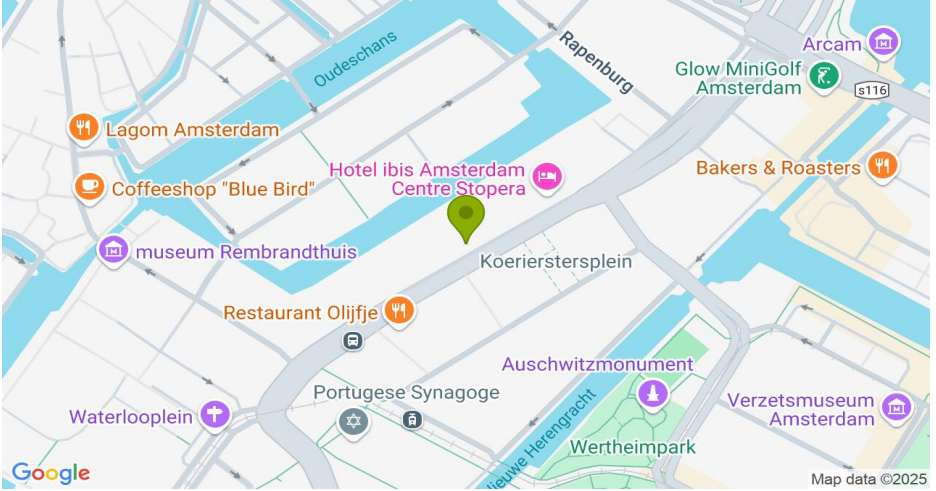 Oudeschans
Rapenburg
Arcam
Glow MiniGolf
Amsterdam
s116
Lagom Amsterdam
Hotel ibis Amsterdam
Centre Stopera
Bakers & Roasters
Coffeeshop "Blue Bird"
museum Rembrandthuis
Koerierstersplein
Restaurant Olijfje
Auschwitzmonument
Portugese Synagoge
Waterlooplein
Verzetsmuseum
Amsterdam
Nieuwe Herengracht
Wertheimpark
Google
Map data ©2025